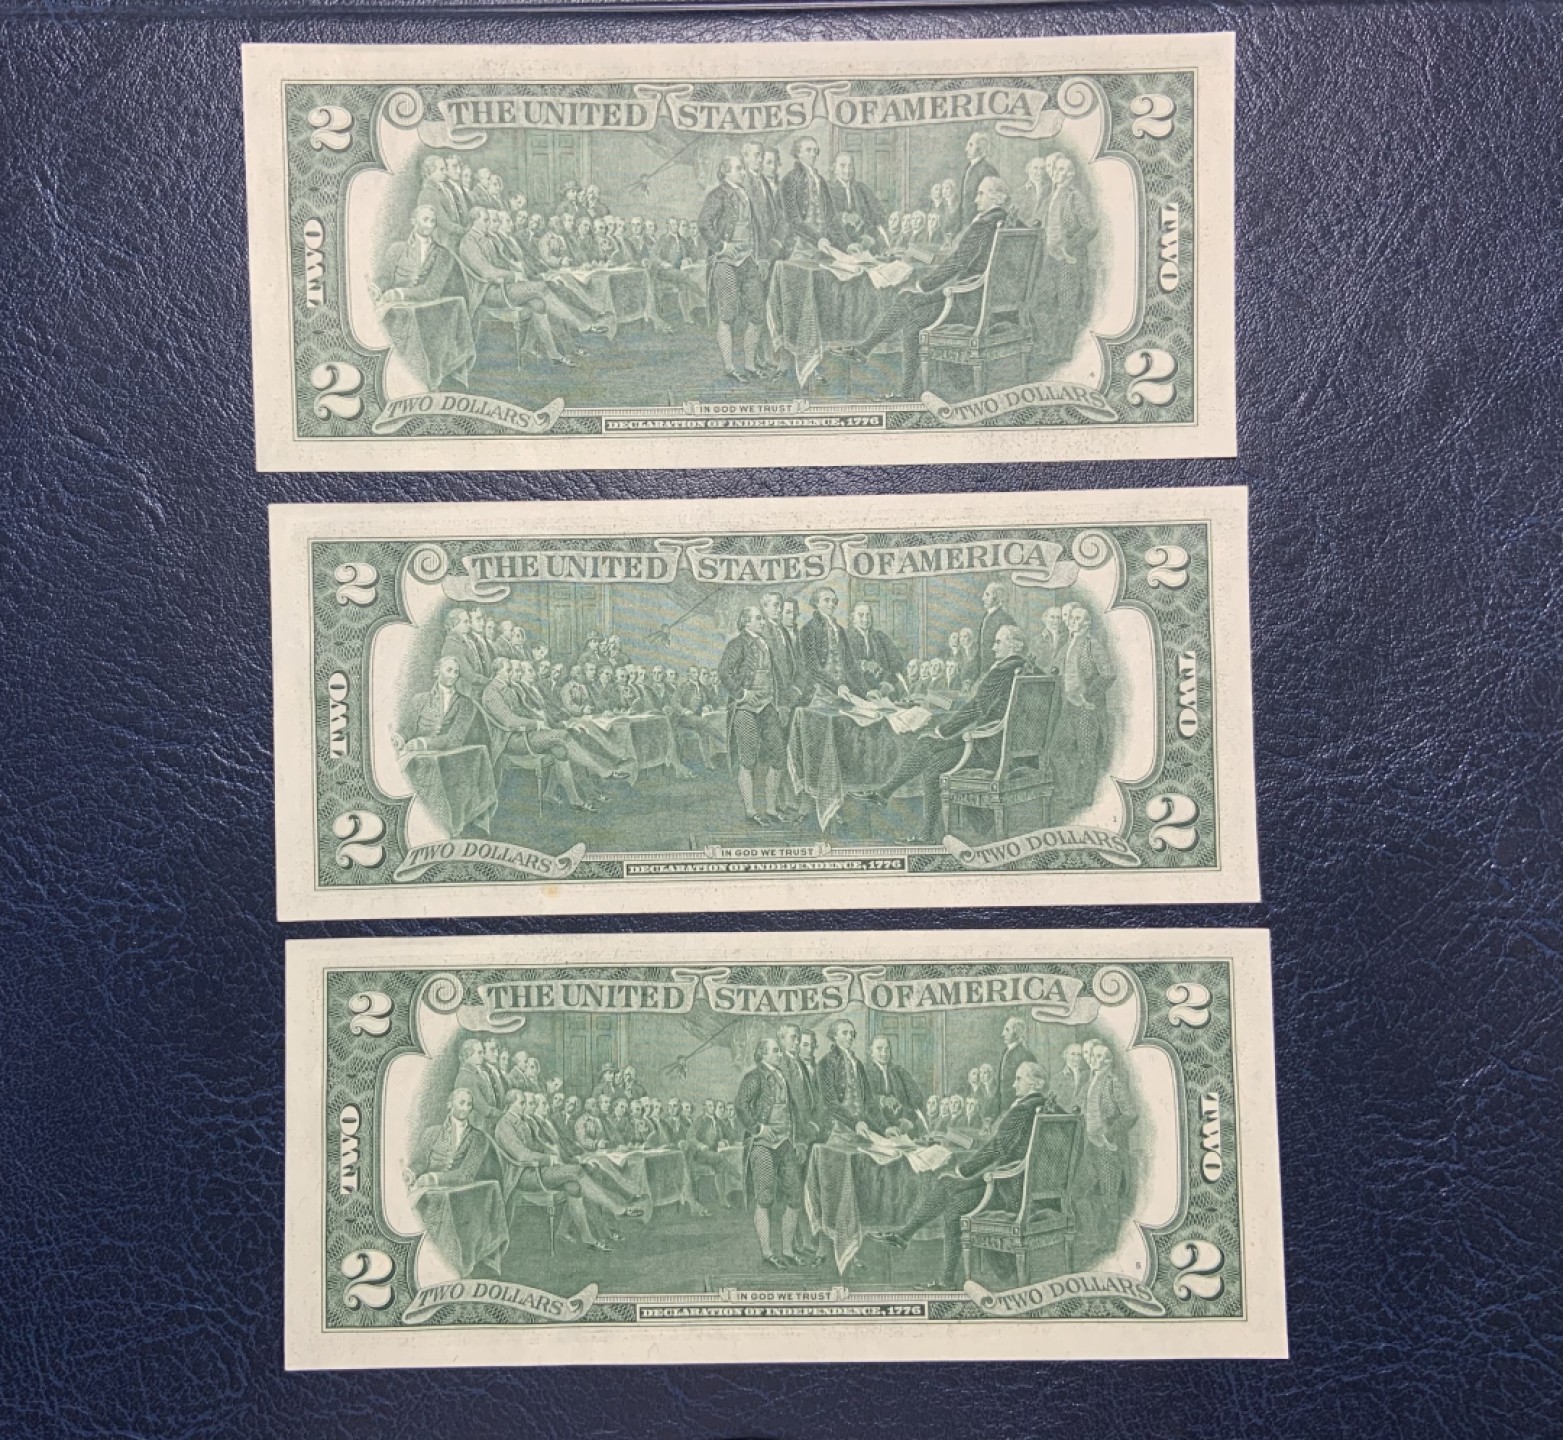 2 THE UNITED STATES OF AMERICA 2
TWO TWO
2 TWO DOLLARS IN GOD WE TRUST TWO DOLLARS 2
DECLARATION OF INDEPENDENCE, 1776
2 THE UNITED STATES OF AMERICA 2
TWO TWO
1
2 TWO DOLLARS IN GOD WE TRUST TWO DOLLARS 2
DECLARATION OF INDEPENDENCE, 1776
2 THE UNITED STATES OF AMERICA 2
TWO TWO
2 TWO DOLLARS IN GOD WE TRUST TWO DOLLARS 2
DECLARATION OF INDEPENDENCE, 1776